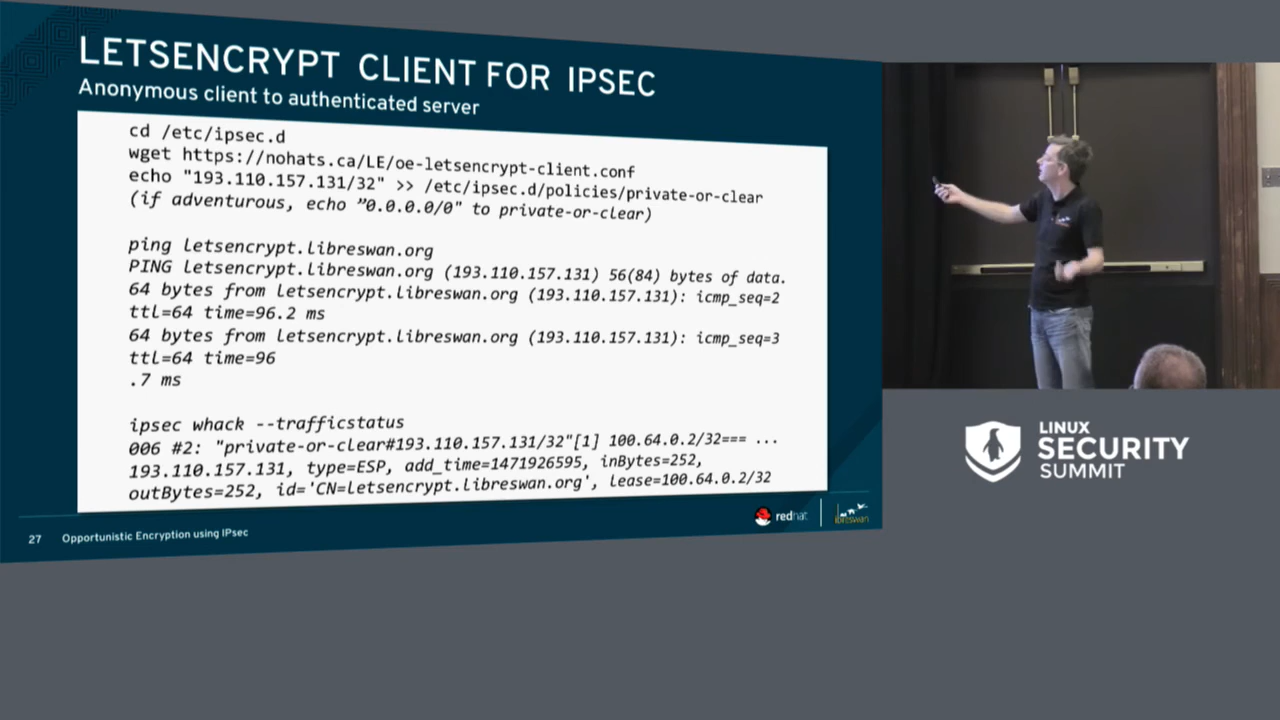 LETSENCRYPT CLIENT FOR IPSEC
Anonymous client to authenticated server
cd /etc/ipsec.d
wget https://nohats.ca/LE/oe-letsencrypt-client.conf
echo "193.110.157.131/32" >> /etc/ipsec.d/policies/private-or-clear
(if adventurous, echo ”0.0.0.0/0" to private-or-clear)
ping letsencrypt.libreswan.org
PING letsencrypt.libreswan.org (193.110.157.131) 56(84) bytes of data.
64 bytes from letsencrypt.libreswan.org (193.110.157.131): icmp_seq=2
ttl=64 time=96.2 ms
64 bytes from letsencrypt.libreswan.org (193.110.157.131): icmp_seq=3
ttl=64 time=96
.7 ms
ipsec whack --trafficstatus
006 #2: "private-or-clear#193.110.157.131/32"[1] 100.64.0.2/32=== ...
193.110.157.131, type=ESP, add_time=1471926595, inBytes=252,
outBytes=252, id='CN=letsencrypt.libreswan.org', lease=100.64.0.2/32
redhat
libreswan
27 Opportunistic Encryption using IPsec
LINUX
SECURITY
SUMMIT